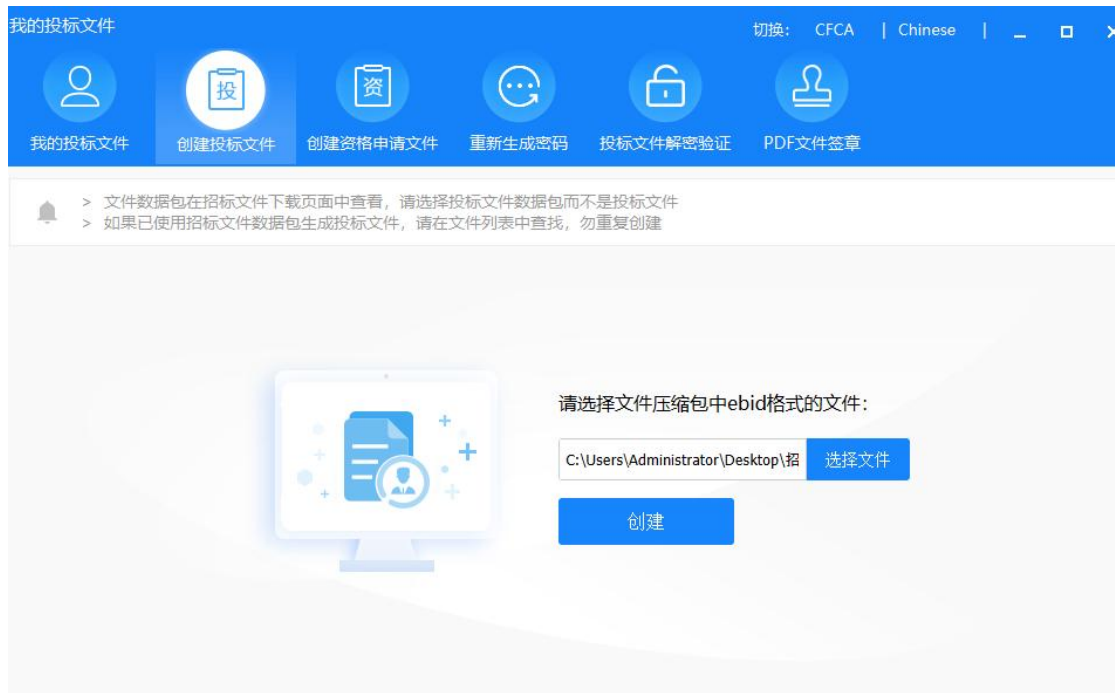 我的投标文件
切换: CFCA | Chinese |
投
资
我的投标文件 创建投标文件 创建资格申请文件 重新生成密码 投标文件解密验证 PDF文件签章
> 文件数据包在招标文件下载页面中查看，请选择投标文件数据包而不是投标文件
> 如果已使用招标文件数据包生成投标文件，请在文件列表中查找，勿重复创建
请选择文件压缩包中ebid格式的文件:
C:\Users\Administrator\Desktop\招 选择文件
创建